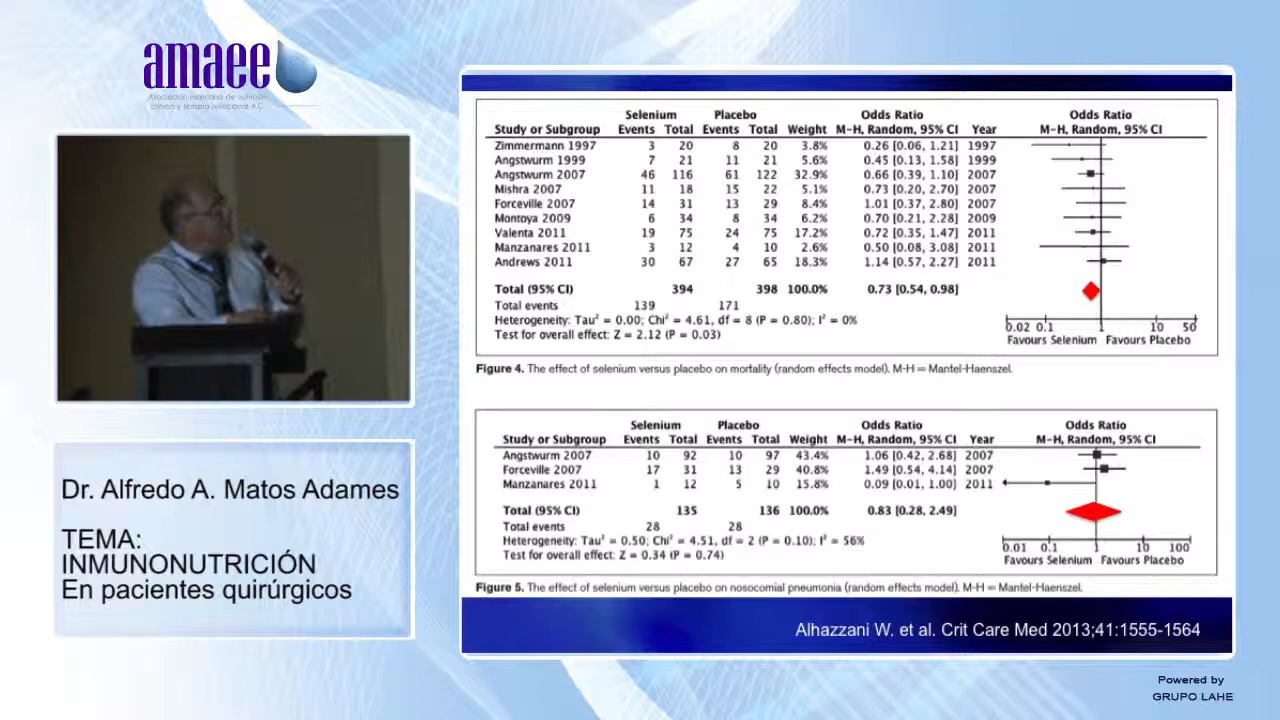 amaee
Asociación mexicana de nutrición
clínica y terapia nutricional A.C.
Dr. Alfredo A. Matos Adames
TEMA:
INMUNONUTRICIÓN
En pacientes quirúrgicos
Selenium Placebo Odds Ratio Odds Ratio
Study or Subgroup Events Total Events Total Weight M-H, Random, 95% CI Year M-H, Random, 95% CI
Zimmermann 1997 3 20 8 20 3.8% 0.26 [0.06, 1.21] 1997
Angstwurm 1999 7 21 11 21 5.6% 0.45 [0.13, 1.58] 1999
Angstwurm 2007 46 116 61 122 32.9% 0.66 [0.39, 1.10] 2007
Mishra 2007 11 18 15 22 5.1% 0.73 [0.20, 2.70] 2007
Forceville 2007 14 31 13 29 8.4% 1.01 [0.37, 2.80] 2007
Montoya 2009 6 34 8 34 6.2% 0.70 [0.21, 2.28] 2009
Valenta 2011 19 75 24 75 17.2% 0.72 [0.35, 1.47] 2011
Manzanares 2011 3 12 4 10 2.6% 0.50 [0.08, 3.08] 2011
Andrews 2011 30 67 27 65 18.3% 1.14 [0.57, 2.27] 2011
Total (95% CI) 394 398 100.0% 0.73 [0.54, 0.98]
Total events 139 171
Heterogeneity: Tau² = 0.00; Chi² = 4.61, df = 8 (P = 0.80); I² = 0%
Test for overall effect: Z = 2.12 (P = 0.03)
0.02 0.1 1 10 50
Favours Selenium Favours Placebo
Figure 4. The effect of selenium versus placebo on mortality (random effects model). M-H = Mantel-Haenszel.
Selenium Placebo Odds Ratio Odds Ratio
Study or Subgroup Events Total Events Total Weight M-H, Random, 95% CI Year M-H, Random, 95% CI
Angstwurm 2007 10 92 10 97 43.4% 1.06 [0.42, 2.68] 2007
Forceville 2007 17 31 13 29 40.8% 1.49 [0.54, 4.14] 2007
Manzanares 2011 1 12 5 10 15.8% 0.09 [0.01, 1.00] 2011
Total (95% CI) 135 136 100.0% 0.83 [0.28, 2.49]
Total events 28 28
Heterogeneity: Tau² = 0.50; Chi² = 4.51, df = 2 (P = 0.10); I² = 56%
Test for overall effect: Z = 0.34 (P = 0.74)
0.01 0.1 1 10 100
Favours Selenium Favours Placebo
Figure 5. The effect of selenium versus placebo on nosocomial pneumonia (random effects model). M-H = Mantel-Haenszel.
Alhazzani W. et al. Crit Care Med 2013;41:1555-1564
Powered by
GRUPO LAHE